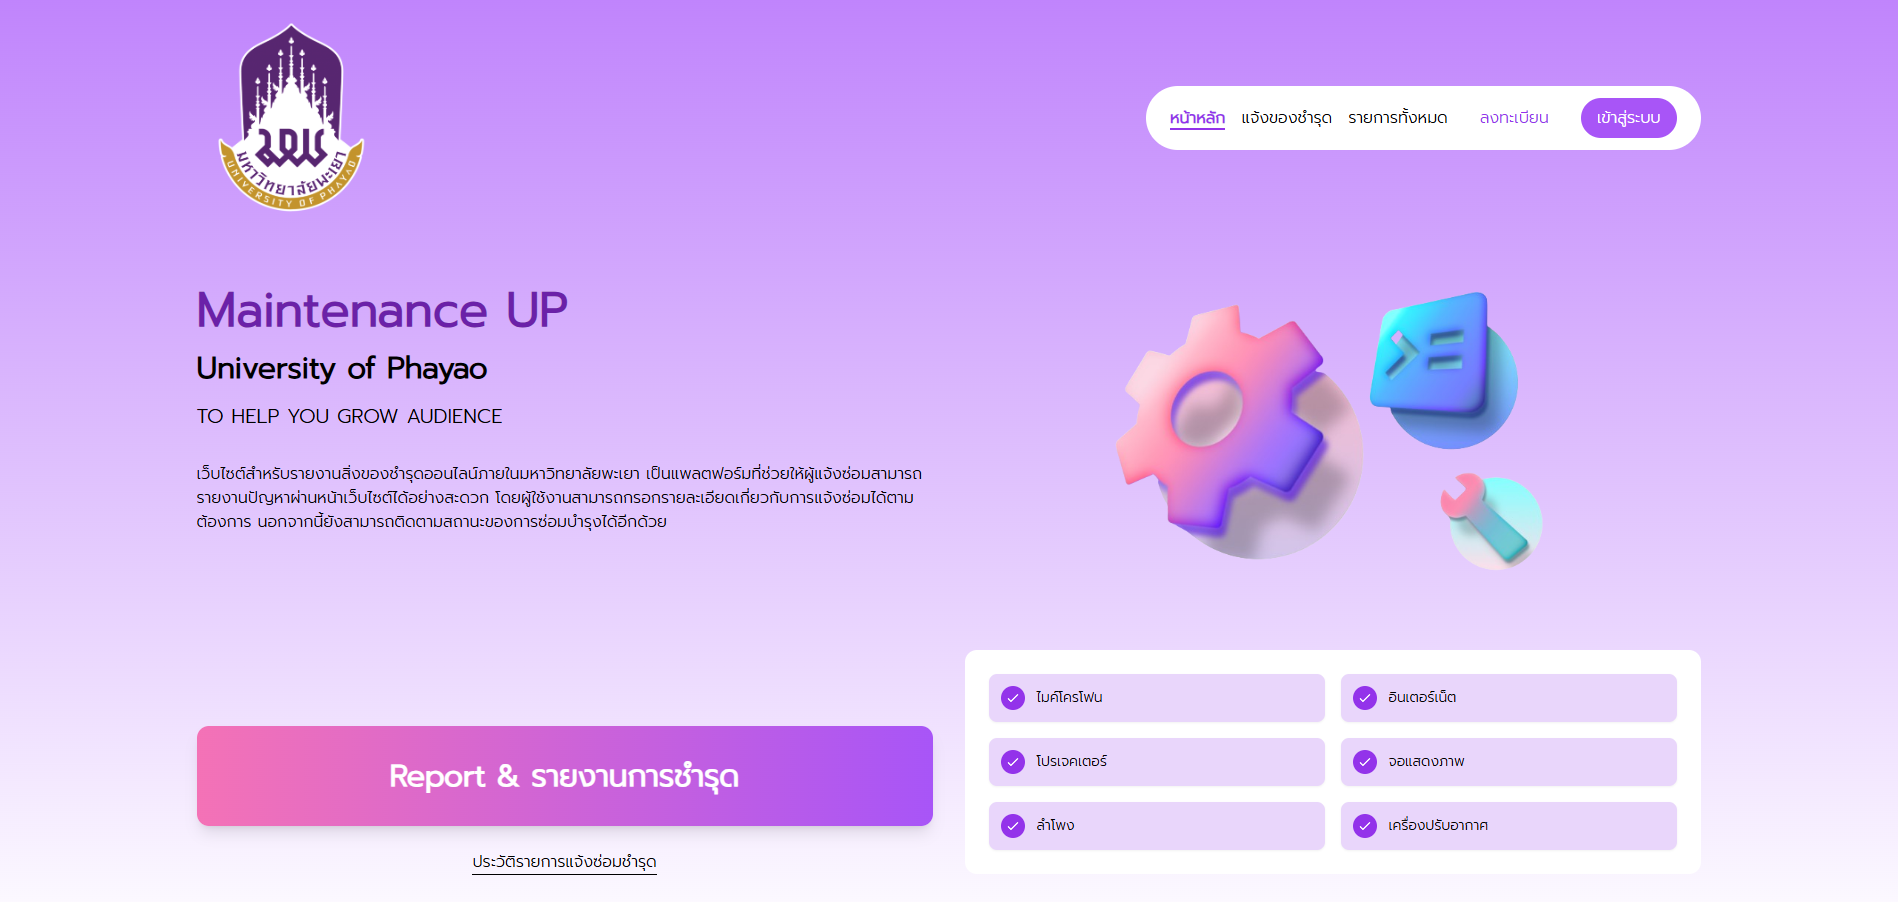 มหาวิทยาลัยพะเยา
UNIVERSITY OF PHAYAO
หน้าหลัก แจ้งของชำรุด รายการทั้งหมด ลงทะเบียน เข้าสู่ระบบ
Maintenance UP
University of Phayao
TO HELP YOU GROW AUDIENCE
เว็บไซต์สำหรับรายงานสิ่งของชำรุดออนไลน์ภายในมหาวิทยาลัยพะเยา เป็นแพลตฟอร์มที่ช่วยให้ผู้แจ้งซ่อมสามารถ
รายงานปัญหาผ่านหน้าเว็บไซต์ได้อย่างสะดวก โดยผู้ใช้งานสามารถกรอกรายละเอียดเกี่ยวกับการแจ้งซ่อมได้ตาม
ต้องการ นอกจากนี้ยังสามารถติดตามสถานะของการซ่อมบำรุงได้อีกด้วย
Report & รายงานการชำรุด
ประวัติรายการแจ้งซ่อมชำรุด
ไมค์โครโฟน
อินเตอร์เน็ต
โปรเจคเตอร์
จอแสดงภาพ
ลำโพง
เครื่องปรับอากาศ